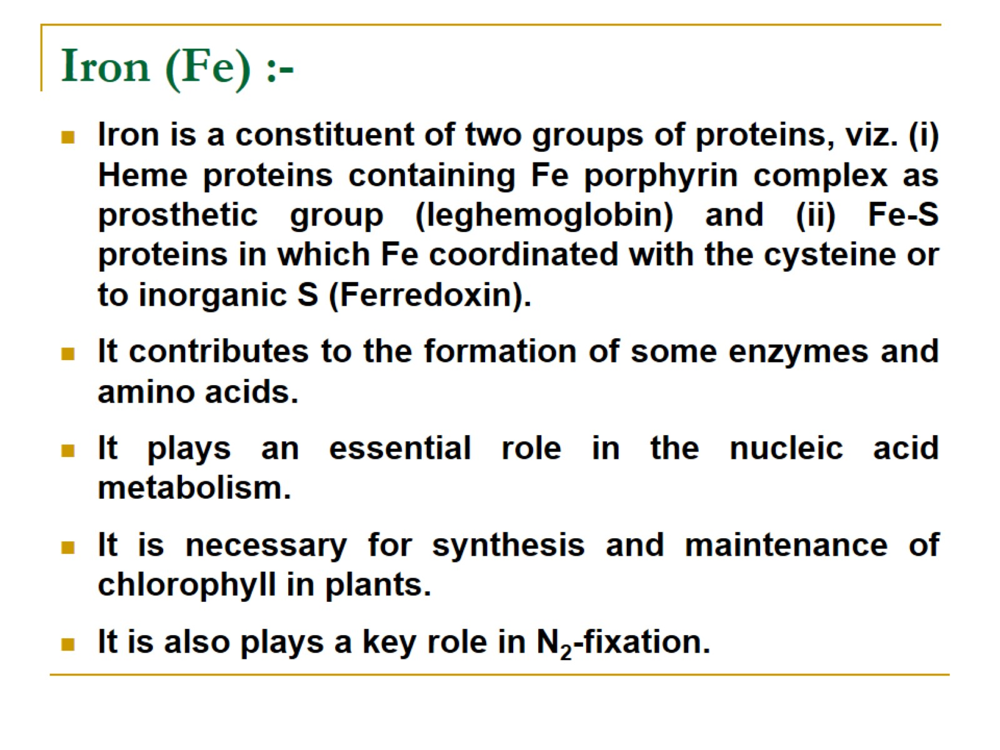 Iron (Fe) :-
Iron is a constituent of two groups of proteins, viz. (i)
Heme proteins containing Fe porphyrin complex as
prosthetic group (leghemoglobin) and (ii) Fe-S
proteins in which Fe coordinated with the cysteine or
to inorganic S (Ferredoxin).
It contributes to the formation of some enzymes and
amino acids.
It plays an essential role in the nucleic acid
metabolism.
It is necessary for synthesis and maintenance of
chlorophyll in plants.
It is also plays a key role in N₂-fixation.